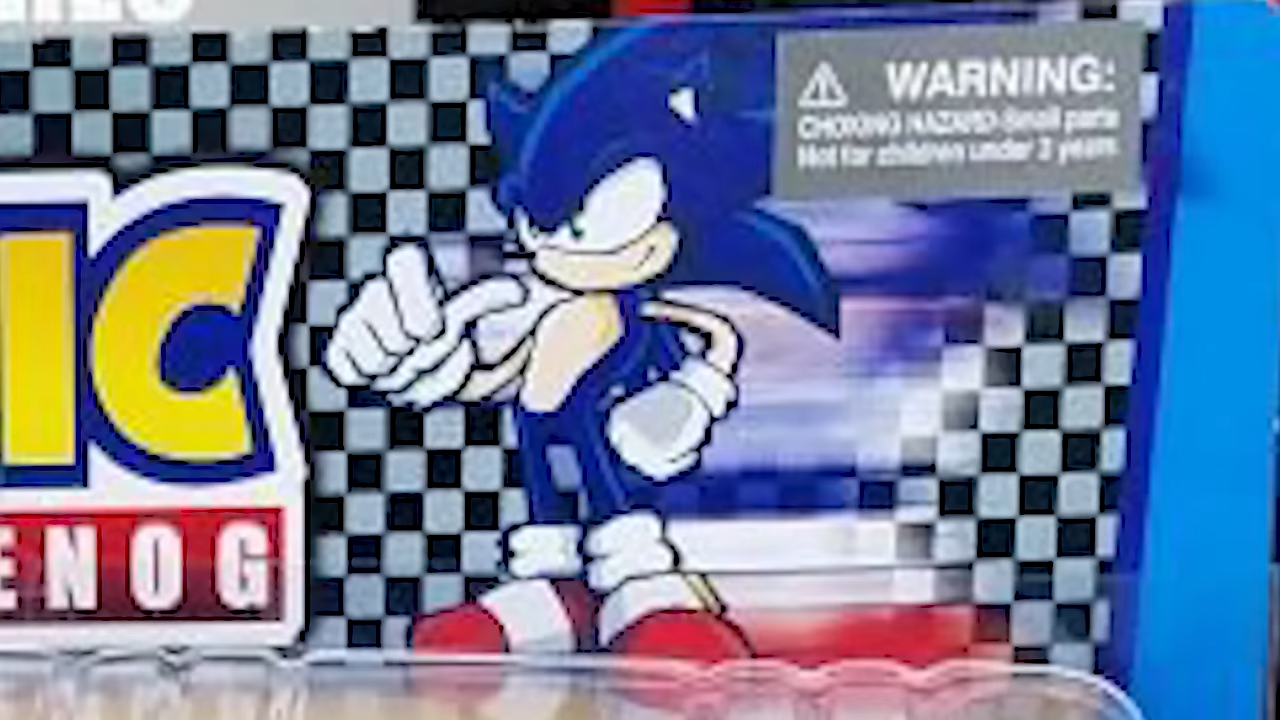 WARNING:
CHOKING HAZARD-Small parts
Not for children under 3 years
IC
ENOG